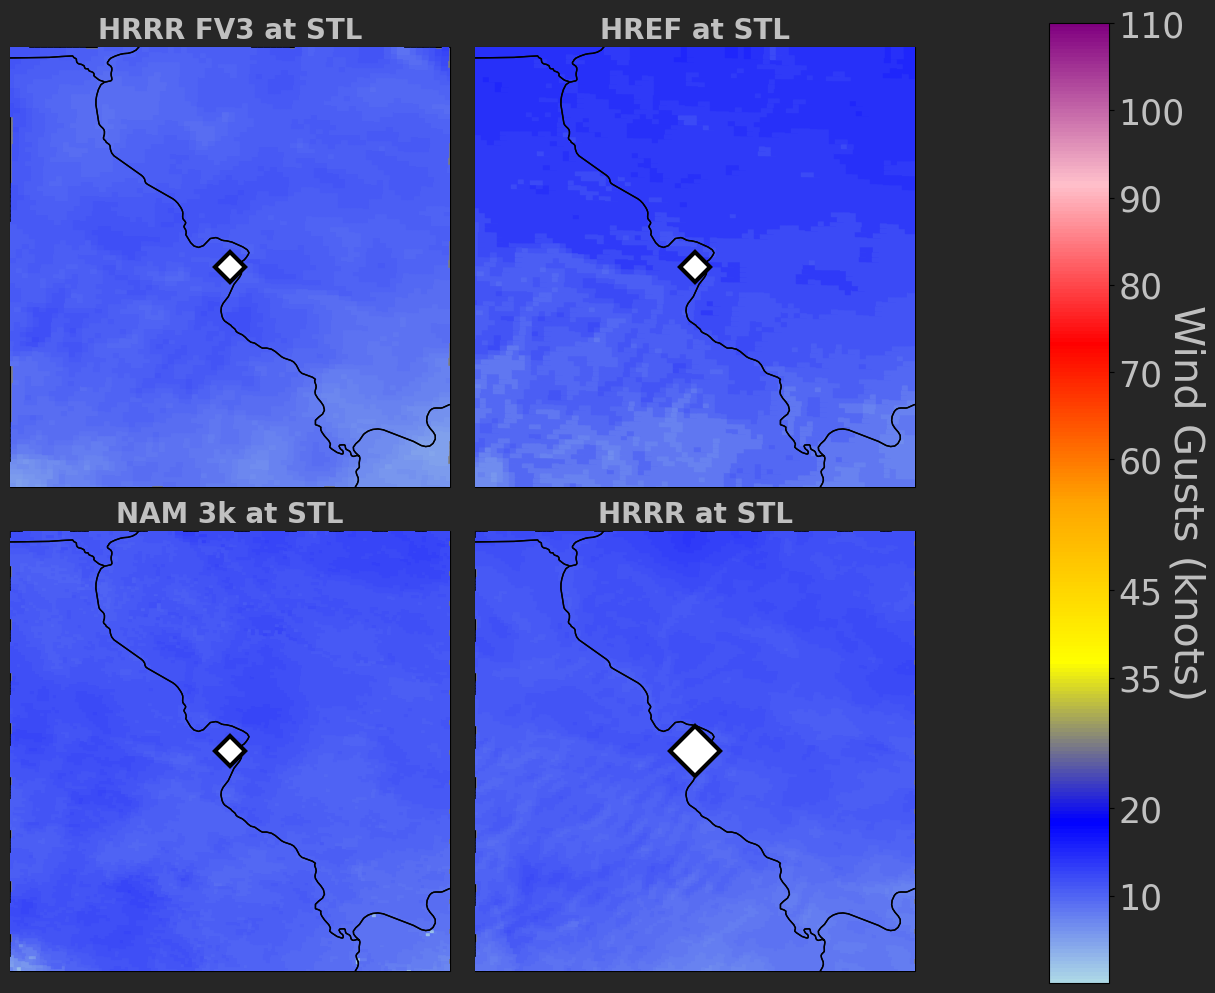 HRRR FV3 at STL
HREF at STL
NAM 3k at STL
HRRR at STL
110
100
90
80
70
60
45
35
20
10
Wind Gusts (knots)